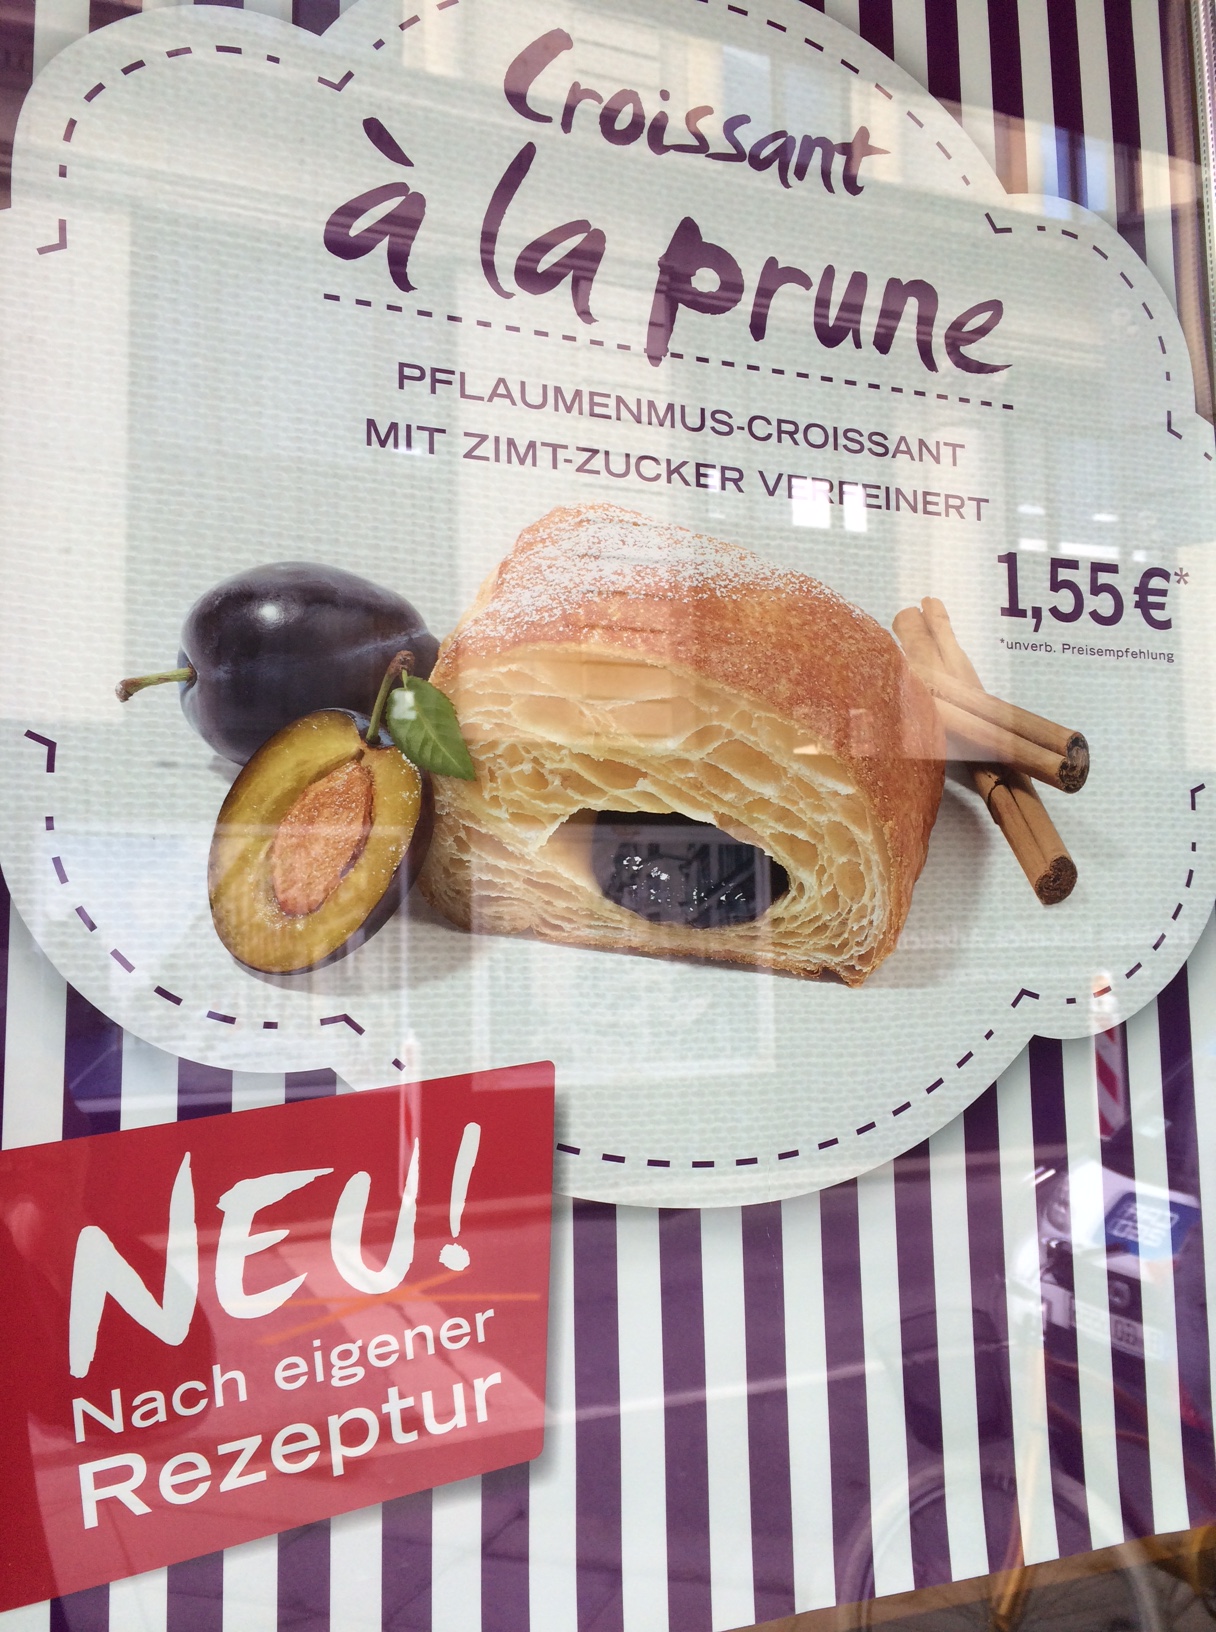 Croissant
à la prune
PFLAUMENMUS-CROISSANT
MIT ZIMT-ZUCKER VERFEINERT
1,55 €*
*unverb. Preisempfehlung
NEU!
Nach eigener
Rezeptur